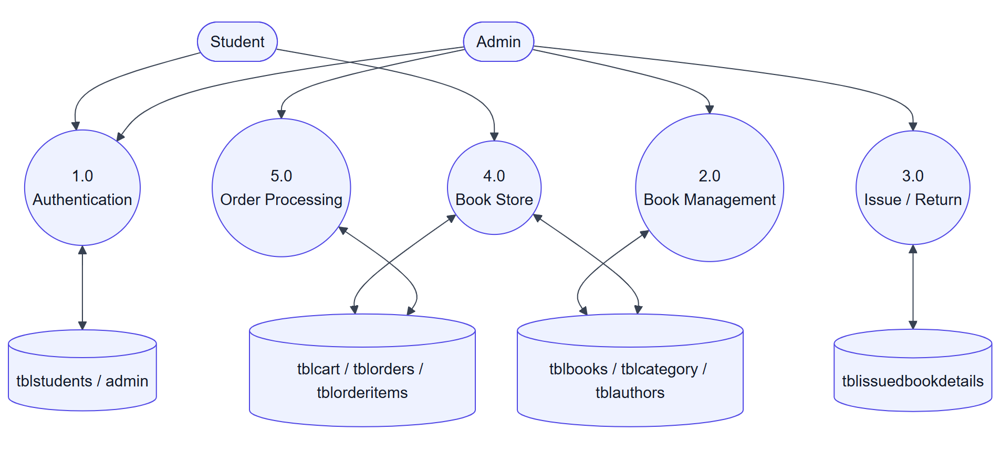 Student
Admin
1.0
Authentication
5.0
Order Processing
4.0
Book Store
2.0
Book Management
3.0
Issue / Return
tblstudents / admin
tblcart / tblorders /
tblorderitems
tblbooks / tblcategory /
tblauthors
tblissuedbookdetails